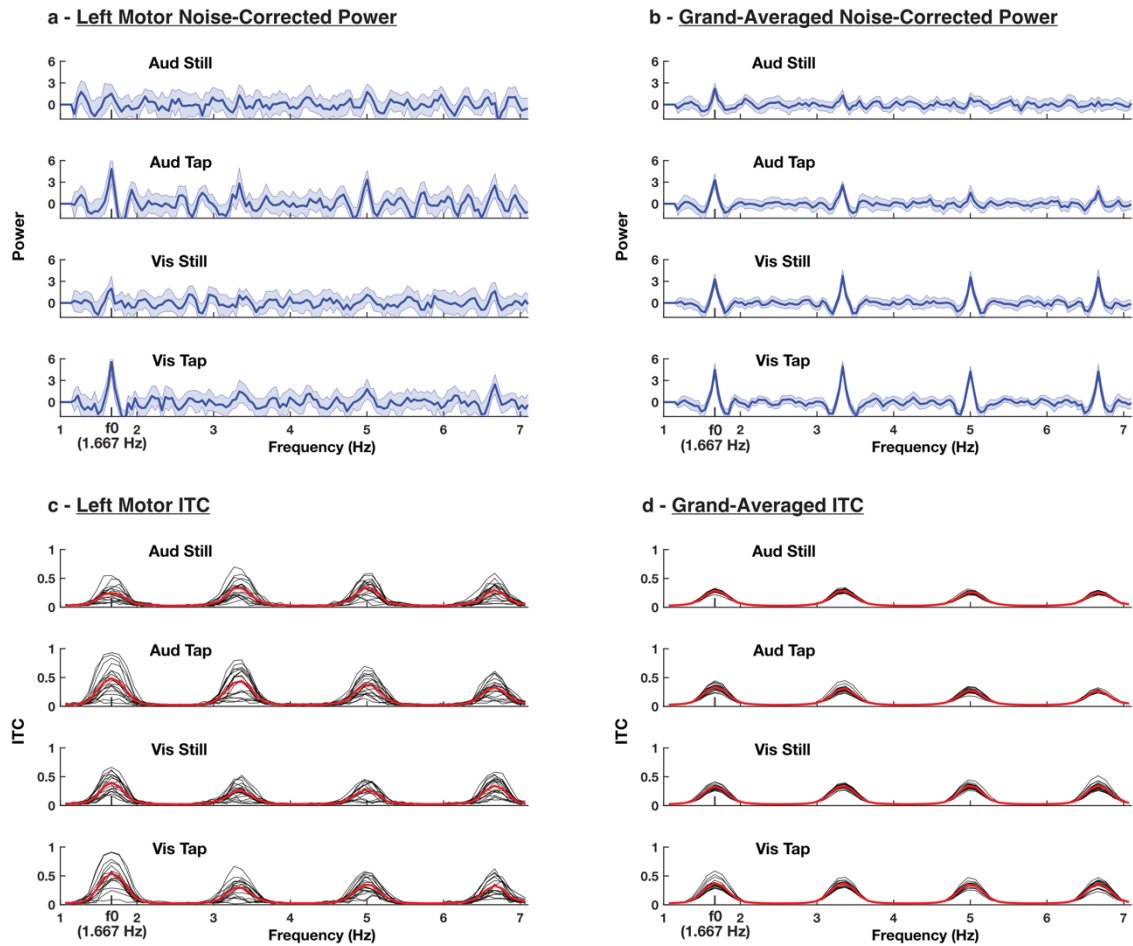 a - Left Motor Noise-Corrected Power
Aud Still
6
3
0
Aud Tap
6
3
0
Power
Vis Still
6
3
0
Vis Tap
6
3
0
1 f0 2 3 4 5 6 7
(1.667 Hz) Frequency (Hz)
b - Grand-Averaged Noise-Corrected Power
Aud Still
6
3
0
Aud Tap
6
3
0
Power
Vis Still
6
3
0
Vis Tap
6
3
0
1 f0 2 3 4 5 6 7
(1.667 Hz) Frequency (Hz)
c - Left Motor ITC
Aud Still
1
0.5
0
Aud Tap
1
0.5
0
ITC
Vis Still
1
0.5
0
Vis Tap
1
0.5
0
1 f0 2 3 4 5 6 7
(1.667 Hz) Frequency (Hz)
d - Grand-Averaged ITC
Aud Still
1
0.5
0
Aud Tap
1
0.5
0
ITC
Vis Still
1
0.5
0
Vis Tap
1
0.5
0
1 f0 2 3 4 5 6 7
(1.667 Hz) Frequency (Hz)